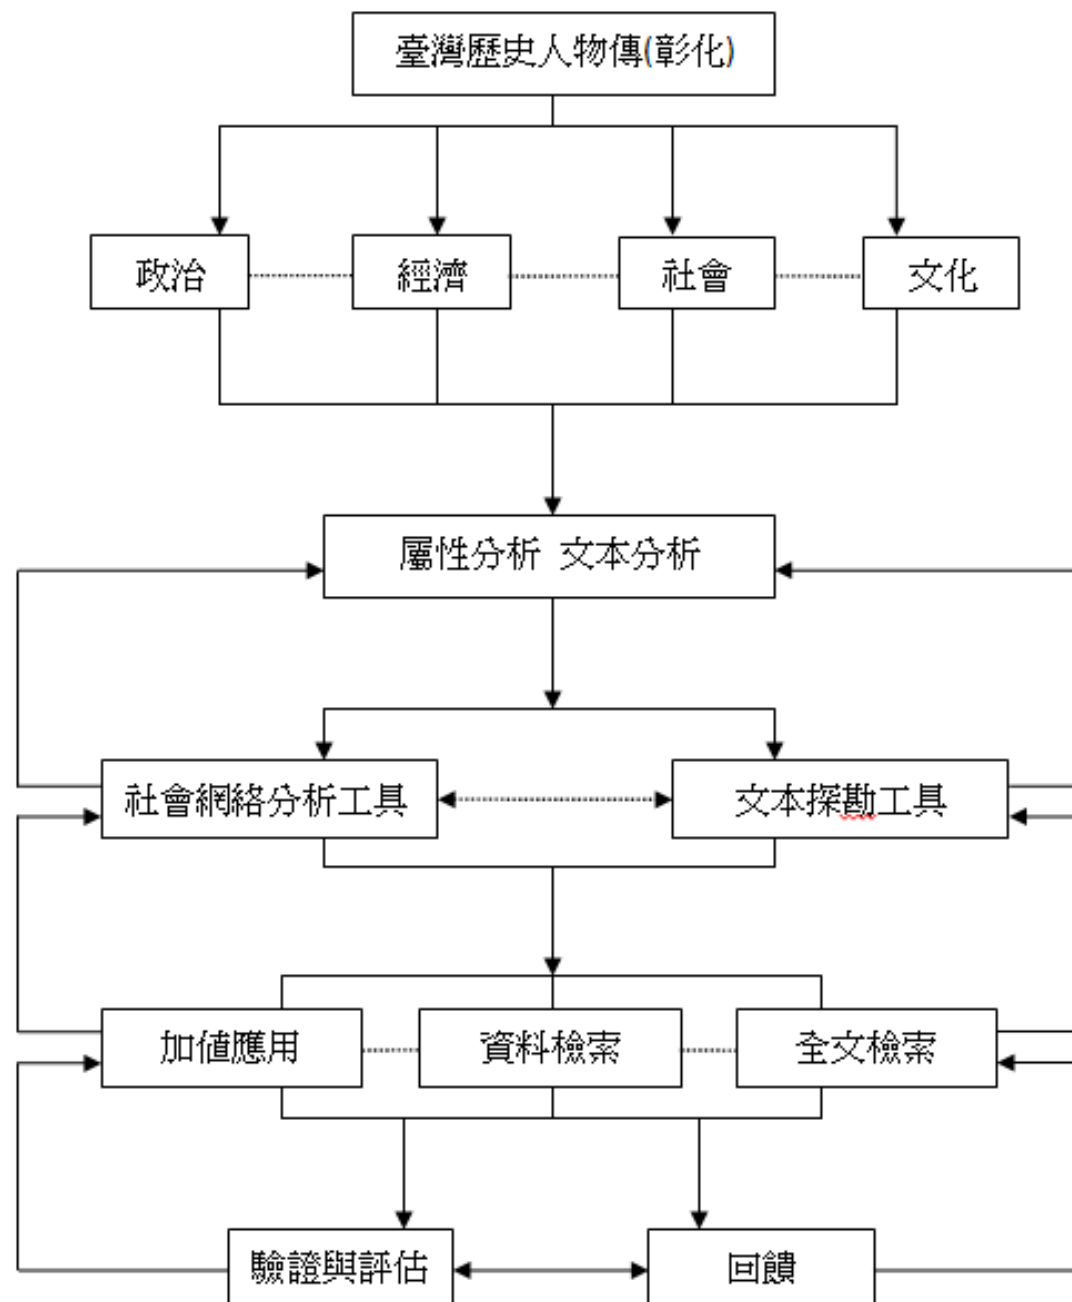 臺灣歷史人物傳(彰化)
政治
經濟
社會
文化
屬性分析 文本分析
社會網絡分析工具
文本探勘工具
加值應用
資料檢索
全文檢索
驗證與評估
回饋